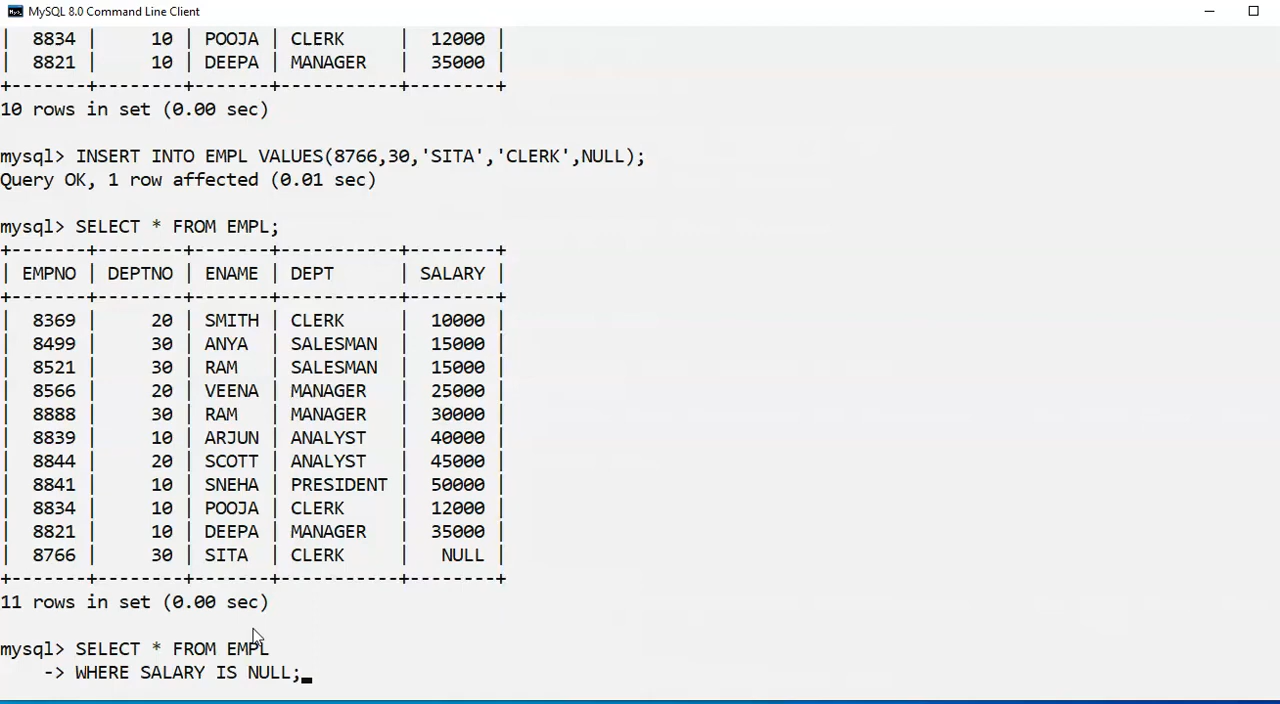 MySQL 8.0 Command Line Client
| 8834 | 10 | POOJA | CLERK | 12000 |
| 8821 | 10 | DEEPA | MANAGER | 35000 |
+-------+--------+-------+-----------+--------+
10 rows in set (0.00 sec)
mysql> INSERT INTO EMPL VALUES(8766,30,'SITA','CLERK',NULL);
Query OK, 1 row affected (0.01 sec)
mysql> SELECT * FROM EMPL;
+-------+--------+-------+-----------+--------+
| EMPNO | DEPTNO | ENAME | DEPT | SALARY |
+-------+--------+-------+-----------+--------+
| 8369 | 20 | SMITH | CLERK | 10000 |
| 8499 | 30 | ANYA | SALESMAN | 15000 |
| 8521 | 30 | RAM | SALESMAN | 15000 |
| 8566 | 20 | VEENA | MANAGER | 25000 |
| 8888 | 30 | RAM | MANAGER | 30000 |
| 8839 | 10 | ARJUN | ANALYST | 40000 |
| 8844 | 20 | SCOTT | ANALYST | 45000 |
| 8841 | 10 | SNEHA | PRESIDENT | 50000 |
| 8834 | 10 | POOJA | CLERK | 12000 |
| 8821 | 10 | DEEPA | MANAGER | 35000 |
| 8766 | 30 | SITA | CLERK | NULL |
+-------+--------+-------+-----------+--------+
11 rows in set (0.00 sec)
mysql> SELECT * FROM EMPL
-> WHERE SALARY IS NULL;